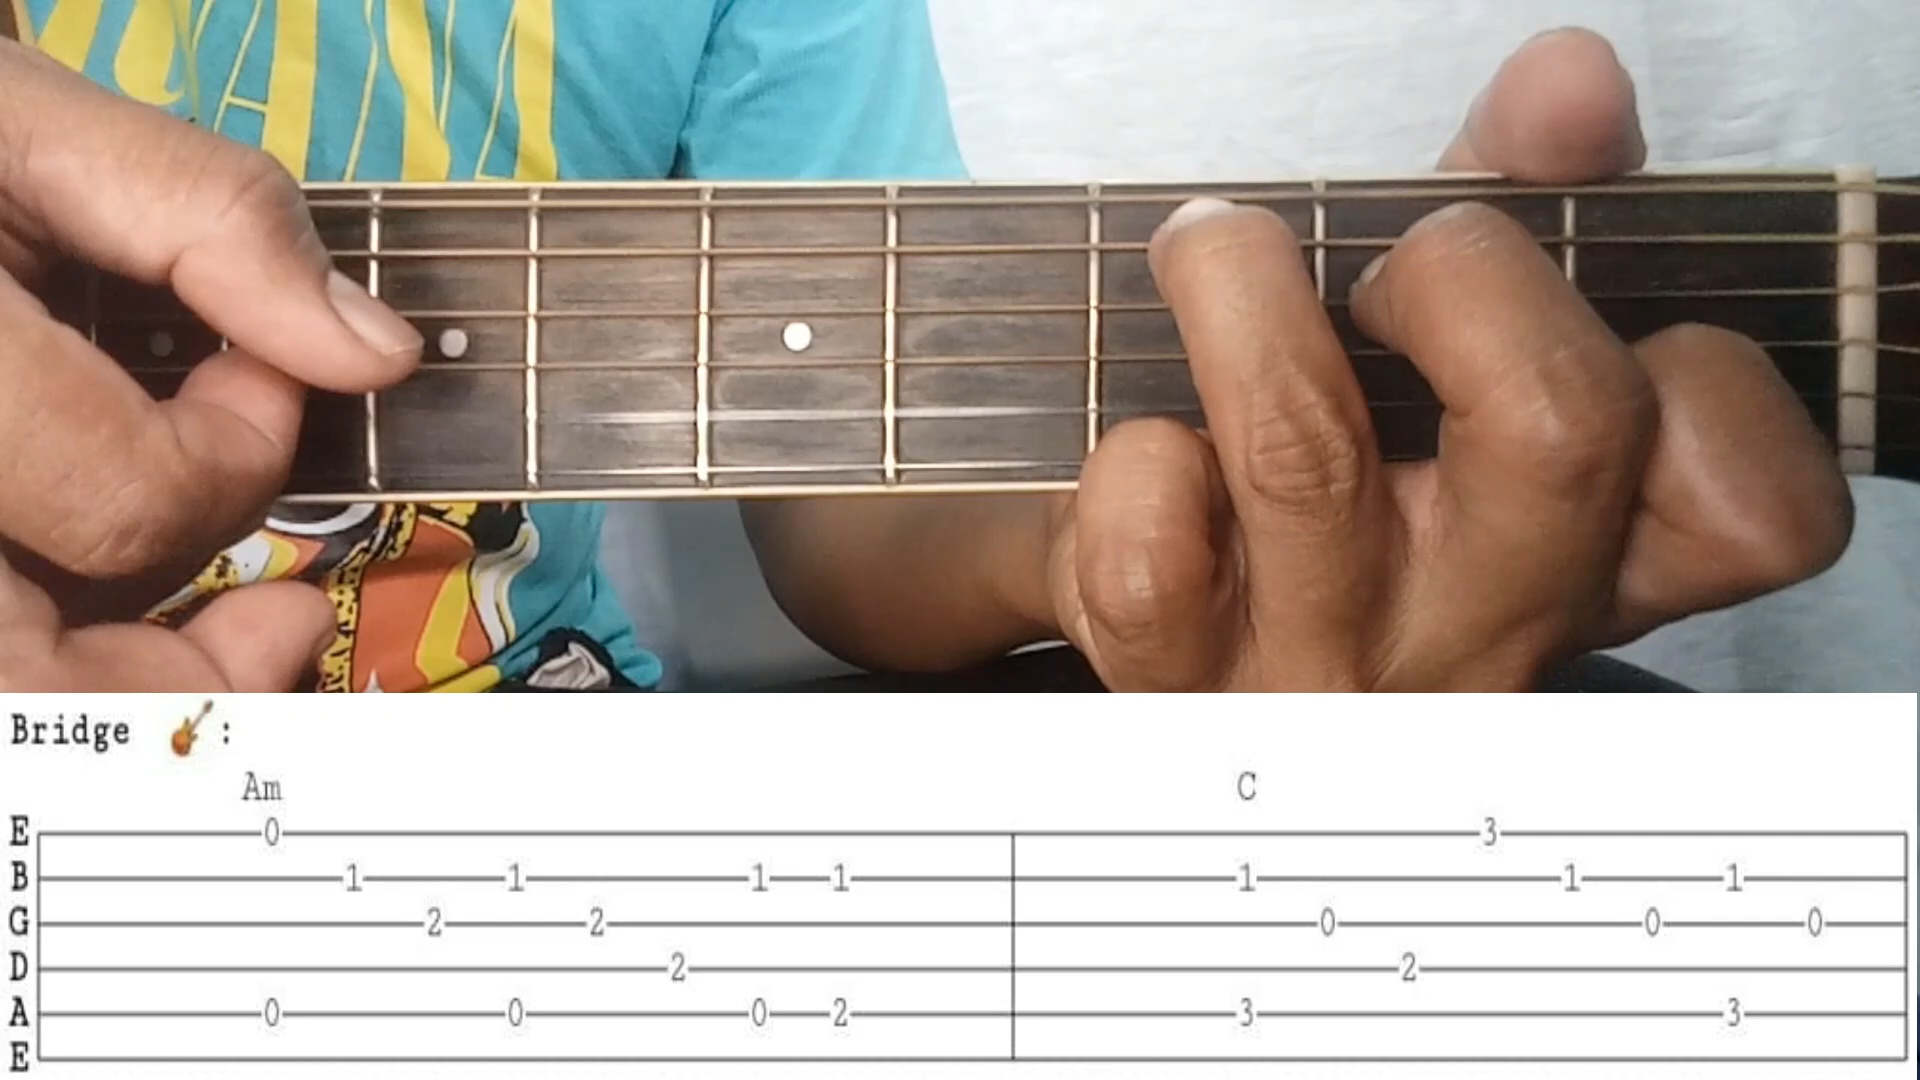 Bridge 🎸:
Am C
E 0 3
B 1 1 1 1 1 1 1
G 2 2 0 0 0
D 2 2
A 0 0 0 2 3 3
E